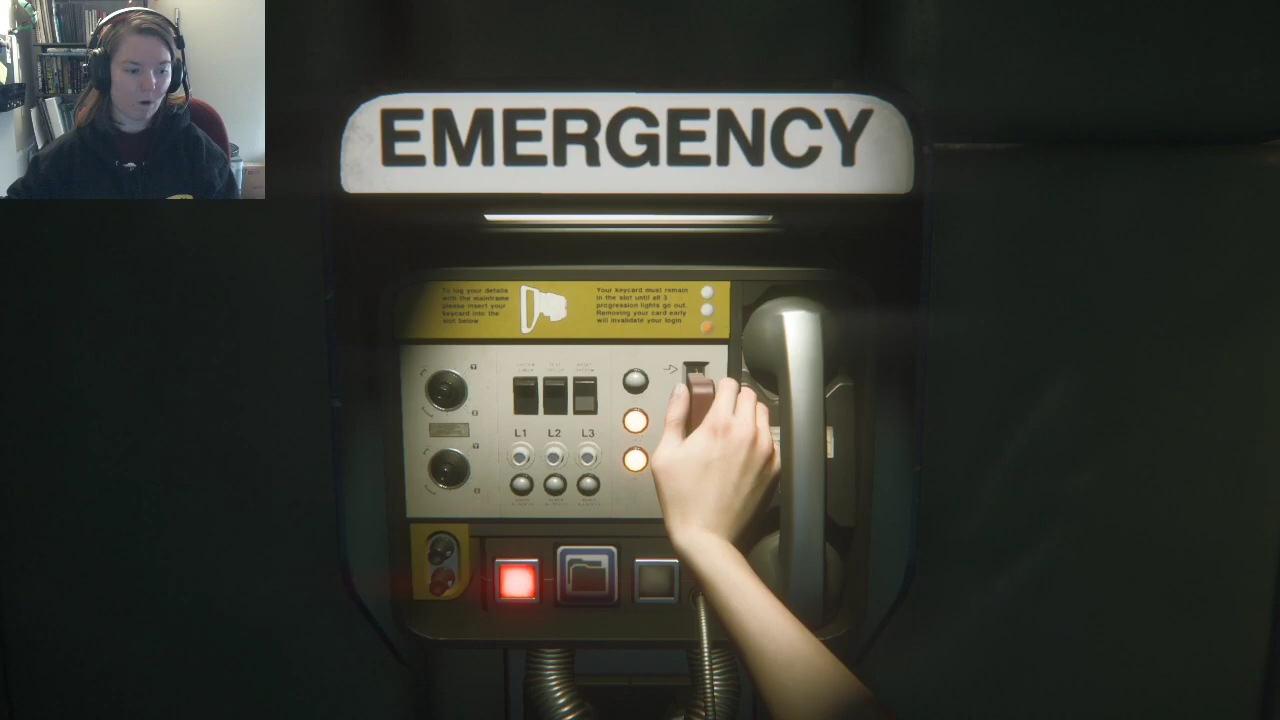 EMERGENCY
To log your details
with the mainframe
please insert your
keycard into the
slot below
Your keycard must remain
in the slot until all 3
progression lights go out.
Removing your card early
will invalidate your login
L1 L2 L3